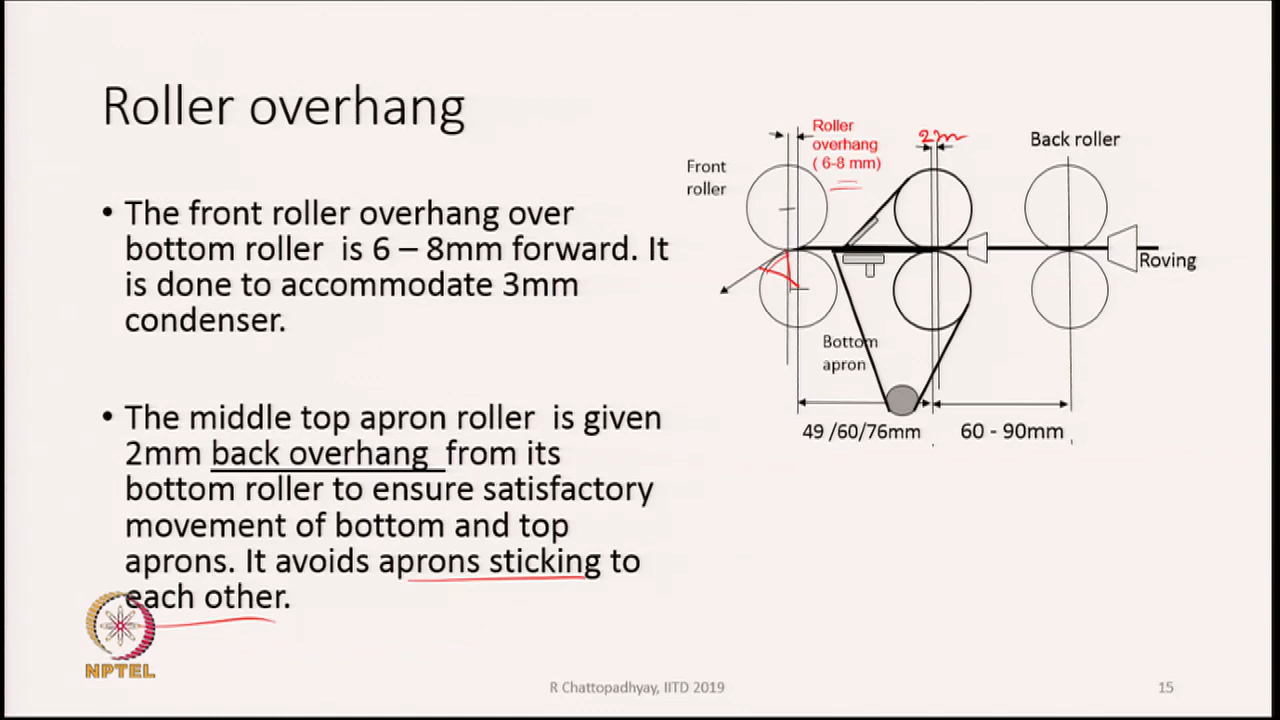 Roller overhang
• The front roller overhang over
bottom roller is 6 – 8mm forward. It
is done to accommodate 3mm
condenser.
• The middle top apron roller is given
2mm back overhang from its
bottom roller to ensure satisfactory
movement of bottom and top
aprons. It avoids aprons sticking to
each other.
Front
roller
Roller
overhang
( 6-8 mm)
2m
Back roller
Roving
Bottom
apron
49 /60/76mm
60 - 90mm
NPTEL
R Chattopadhyay, IITD 2019
15